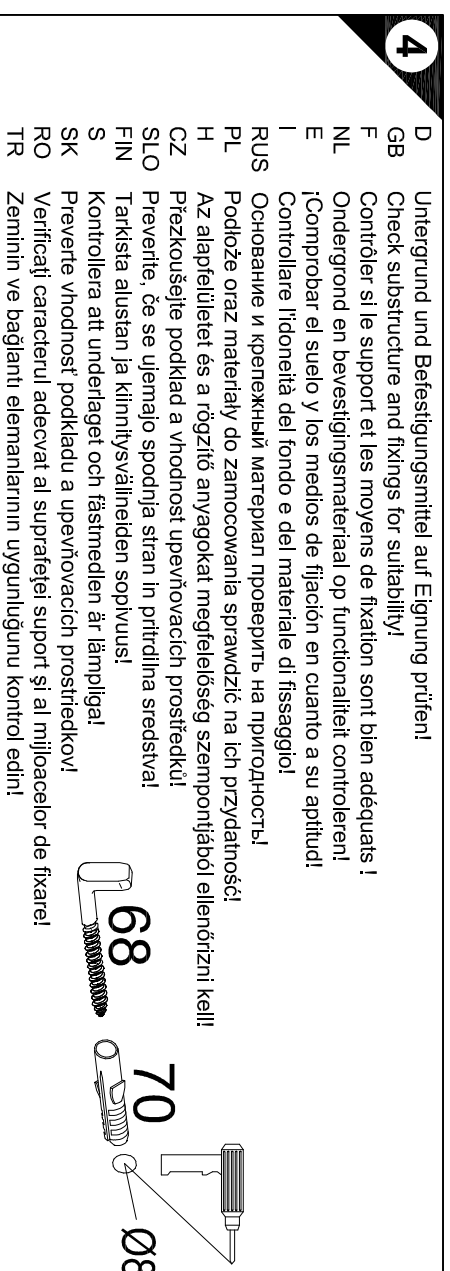 4
D Untergrund und Befestigungsmittel auf Eignung prüfen!
GB Check substructure and fixings for suitability!
F Contrôler si le support et les moyens de fixation sont bien adéquats !
NL Ondergrond en bevestigingsmateriaal op functionaliteit controleren!
E ¡Comprobar el suelo y los medios de fijación en cuanto a su aptitud!
I Controllare l'idoneità del fondo e del materiale di fissaggio!
RUS Основание и крепежный материал проверить на пригодность!
PL Podłoże oraz materiały do zamocowania sprawdzić na ich przydatność!
H Az alapfelületet és a rögzítő anyagokat megfelelőség szempontjából ellenőrizni kell!
CZ Přezkoušejte podklad a vhodnost upevňovacích prostředků!
SLO Preverite, če se ujemajo spodnja stran in pritrdilna sredstva!
FIN Tarkista alustan ja kiinnitysvälineiden sopivuus!
S Kontrollera att underlaget och fästmedlen är lämpliga!
SK Preverte vhodnosť podkladu a upevňovacích prostriedkov!
RO Verificaţi caracterul adecvat al suprafeţei suport şi al mijloacelor de fixare!
TR Zeminin ve bağlantı elemanlarının uygunluğunu kontrol edin!
68
70
Ø8